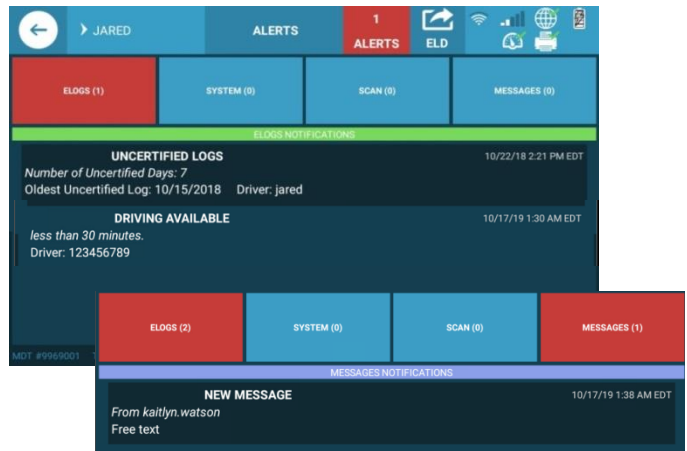 JARED
ALERTS
1
ALERTS
ELD
ELOGS (1)
SYSTEM (0)
SCAN (0)
MESSAGES (0)
ELOGS NOTIFICATIONS
UNCERTIFIED LOGS 10/22/18 2:21 PM EDT
Number of Uncertified Days: 7
Oldest Uncertified Log: 10/15/2018 Driver: jared
DRIVING AVAILABLE 10/17/19 1:30 AM EDT
less than 30 minutes.
Driver: 123456789
MDT #9969001
ELOGS (2)
SYSTEM (0)
SCAN (0)
MESSAGES (1)
MESSAGES NOTIFICATIONS
NEW MESSAGE 10/17/19 1:38 AM EDT
From kaitlyn.watson
Free text